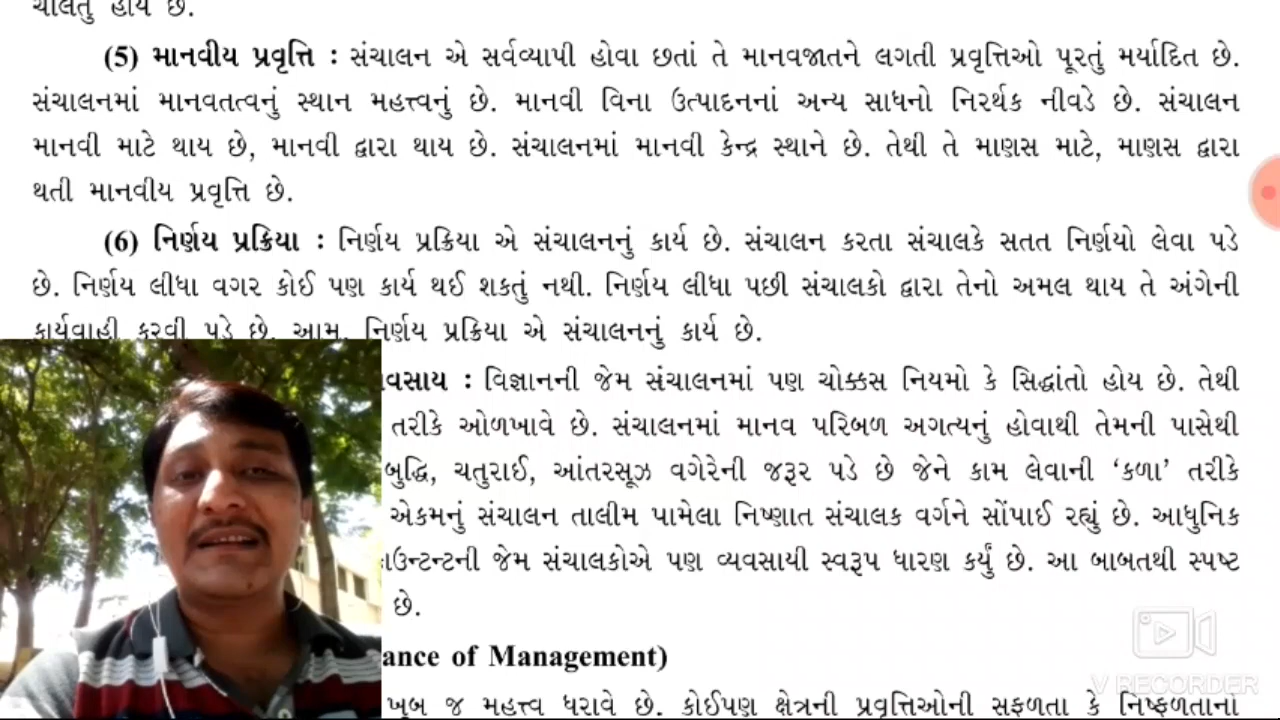 ચાલતું હોય છે.
(5) માનવીય પ્રવૃત્તિ : સંચાલન એ સર્વવ્યાપી હોવા છતાં તે માનવજાતને લગતી પ્રવૃત્તિઓ પૂરતું મર્યાદિત છે.
સંચાલનમાં માનવતત્વનું સ્થાન મહત્ત્વનું છે. માનવી વિના ઉત્પાદનનાં અન્ય સાધનો નિરર્થક નીવડે છે. સંચાલન
માનવી માટે થાય છે, માનવી દ્વારા થાય છે. સંચાલનમાં માનવી કેન્દ્ર સ્થાને છે. તેથી તે માણસ માટે, માણસ દ્વારા
થતી માનવીય પ્રવૃત્તિ છે.
(6) નિર્ણય પ્રક્રિયા : નિર્ણય પ્રક્રિયા એ સંચાલનનું કાર્ય છે. સંચાલન કરતા સંચાલકે સતત નિર્ણયો લેવા પડે
છે. નિર્ણય લીધા વગર કોઈ પણ કાર્ય થઈ શકતું નથી. નિર્ણય લીધા પછી સંચાલકો દ્વારા તેનો અમલ થાય તે અંગેની
કાર્યવાહી કરવી પડે છે. આમ, નિર્ણય પ્રક્રિયા એ સંચાલનનું કાર્ય છે.
વસાય : વિજ્ઞાનની જેમ સંચાલનમાં પણ ચોક્કસ નિયમો કે સિદ્ધાંતો હોય છે. તેથી
તરીકે ઓળખાવે છે. સંચાલનમાં માનવ પરિબળ અગત્યનું હોવાથી તેમની પાસેથી
બુદ્ધિ, ચતુરાઈ, આંતરસૂઝ વગેરેની જરૂર પડે છે જેને કામ લેવાની ‘કળા’ તરીકે
એકમનું સંચાલન તાલીમ પામેલા નિષ્ણાત સંચાલક વર્ગને સોંપાઈ રહ્યું છે. આધુનિક
ઉન્ટન્ટની જેમ સંચાલકોએ પણ વ્યવસાયી સ્વરૂપ ધારણ કર્યું છે. આ બાબતથી સ્પષ્ટ
છે.
ance of Management)
ખૂબ જ મહત્ત્વ ધરાવે છે. કોઈપણ ક્ષેત્રની પ્રવૃત્તિઓની સફળતા કે નિષ્ફળતાનો
V RECORDER